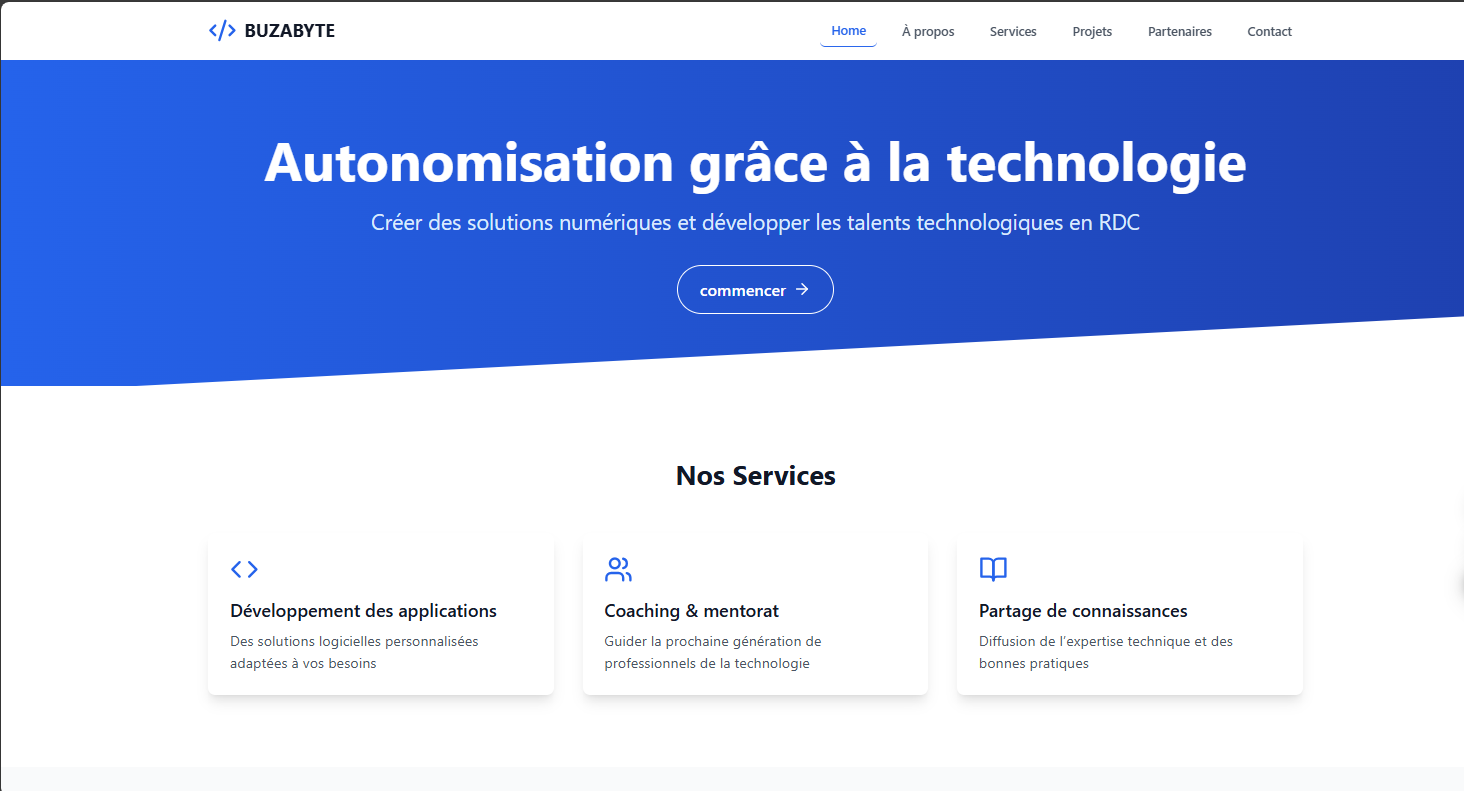 </> BUZABYTE
Home À propos Services Projets Partenaires Contact
Autonomisation grâce à la technologie
Créer des solutions numériques et développer les talents technologiques en RDC
commencer →
Nos Services
Développement des applications
Des solutions logicielles personnalisées
adaptées à vos besoins
Coaching & mentorat
Guider la prochaine génération de
professionnels de la technologie
Partage de connaissances
Diffusion de l'expertise technique et des
bonnes pratiques